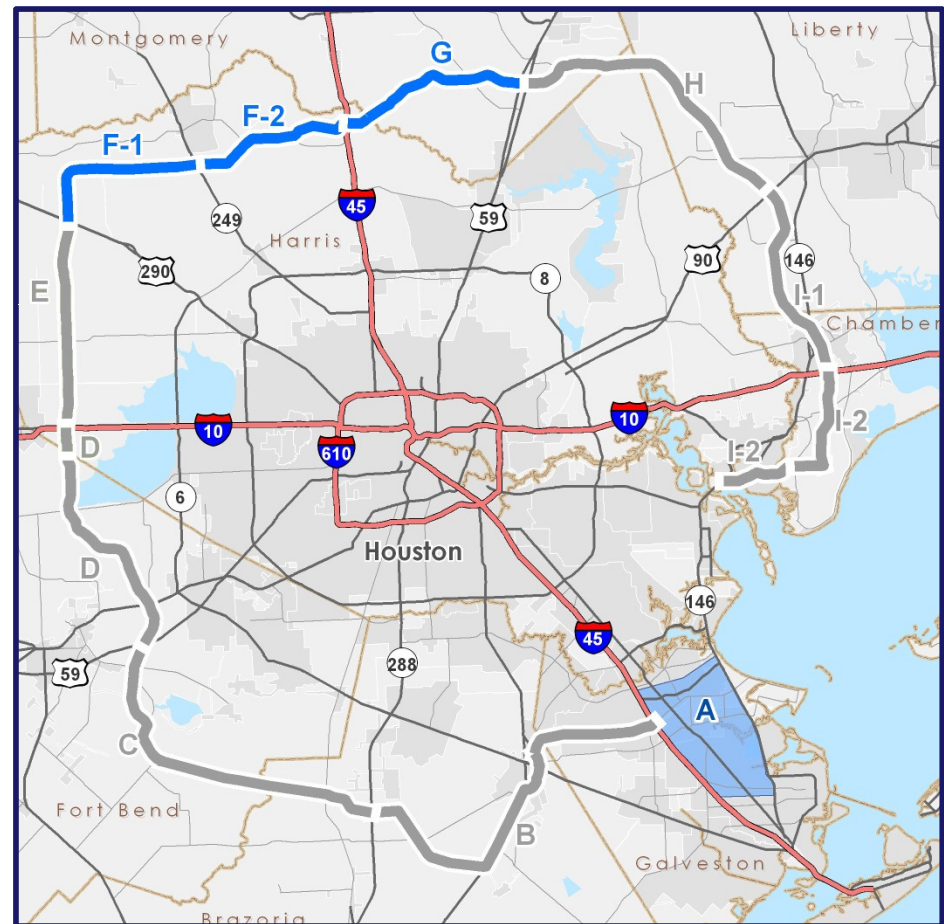 Montgomery
Liberty
G
H
F-2
F-1
45
59
249
Harris
90
146
290
8
E
I-1
Chambers
10
10
I-2
I-2
D
610
6
Houston
D
146
45
59
288
A
C
Fort Bend
B
Galveston
Brazoria